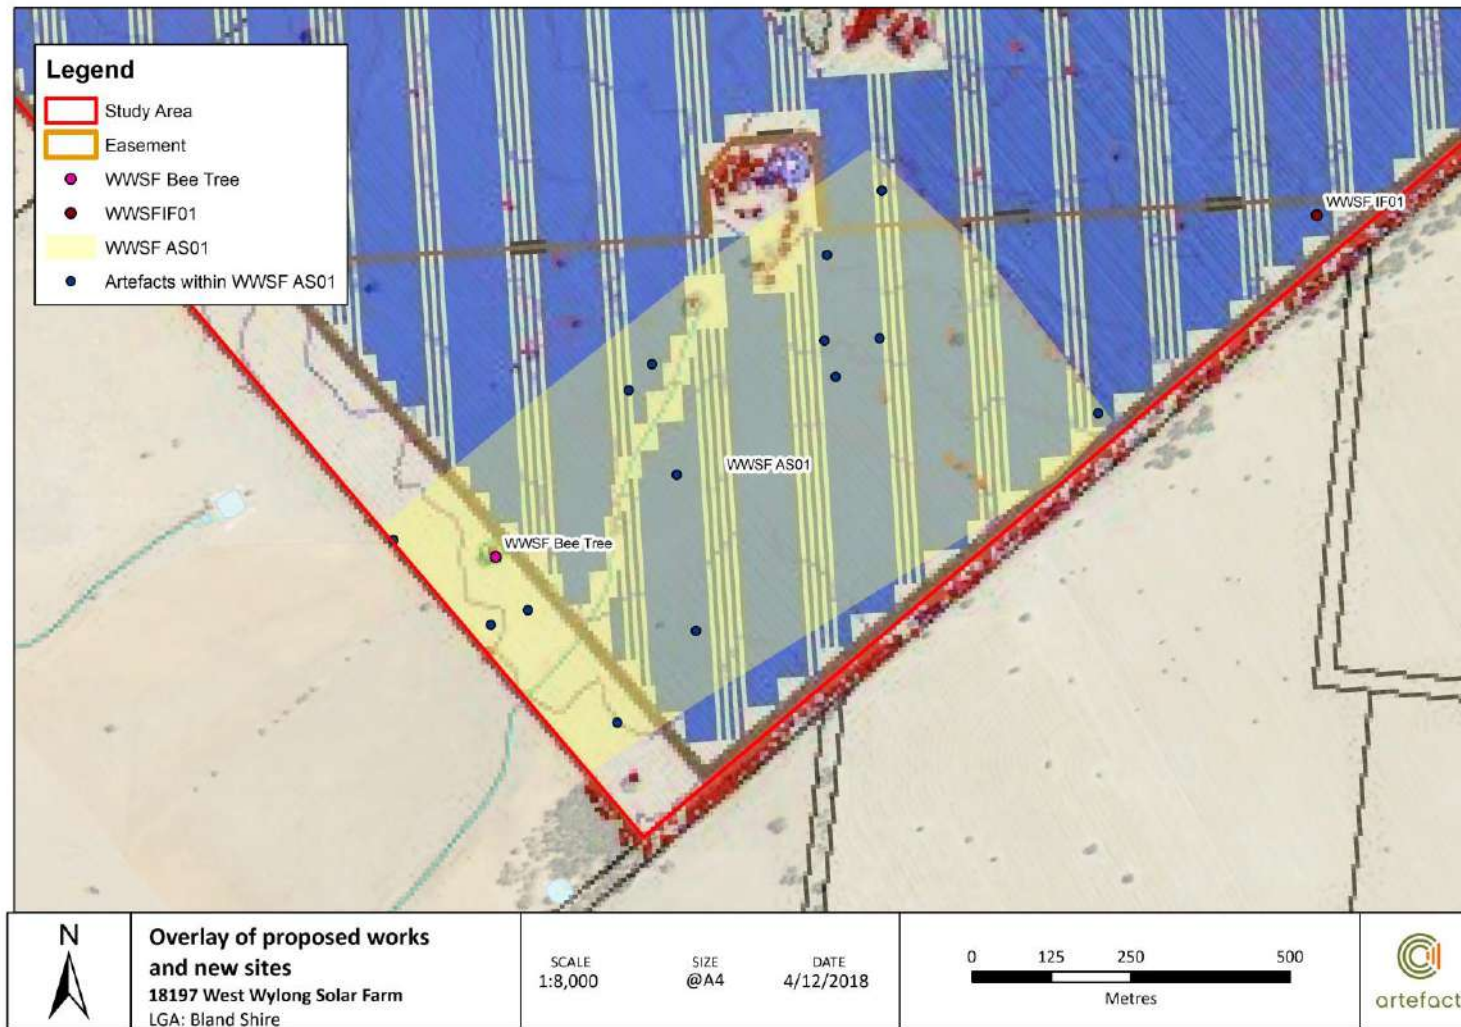 Legend
Study Area
Easement
WWSF Bee Tree
WWSFIF01
WWSF AS01
Artefacts within WWSF AS01
WWSF IF01
WWSF AS01
WWSF Bee Tree
N
Overlay of proposed works
and new sites
18197 West Wylong Solar Farm
LGA: Bland Shire
SCALE
1:8,000
SIZE
@A4
DATE
4/12/2018
0 125 250 500
Metres
artefact